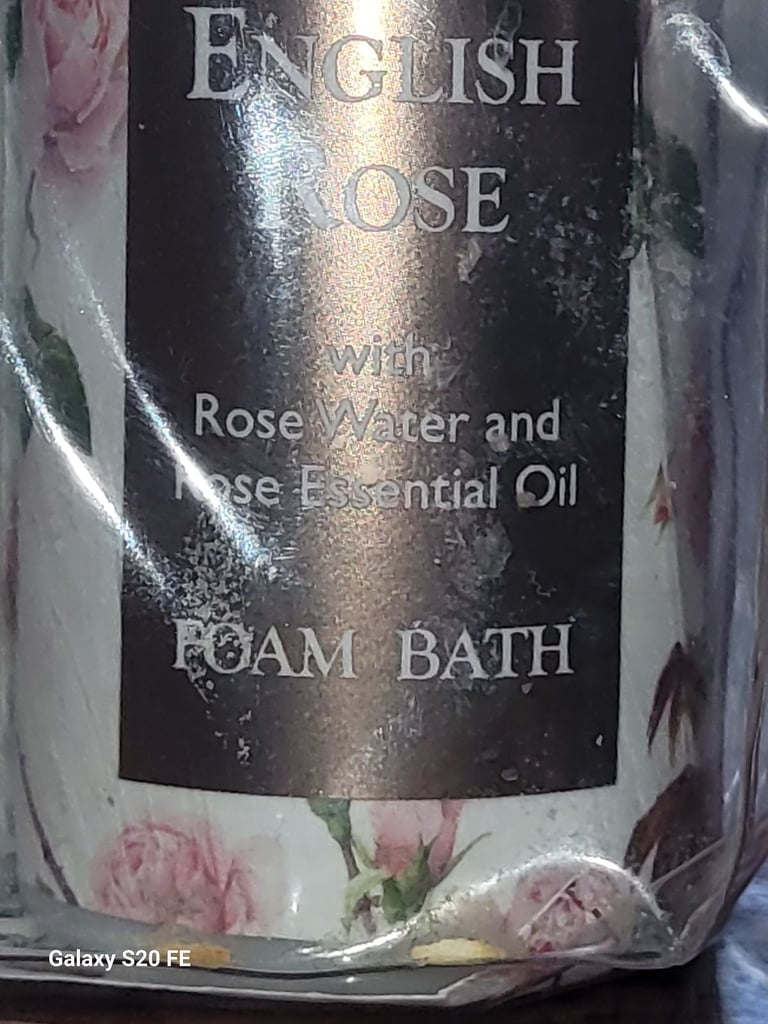 ENGLISH
ROSE
with
Rose Water and
Rose Essential Oil
FOAM BATH
Galaxy S20 FE